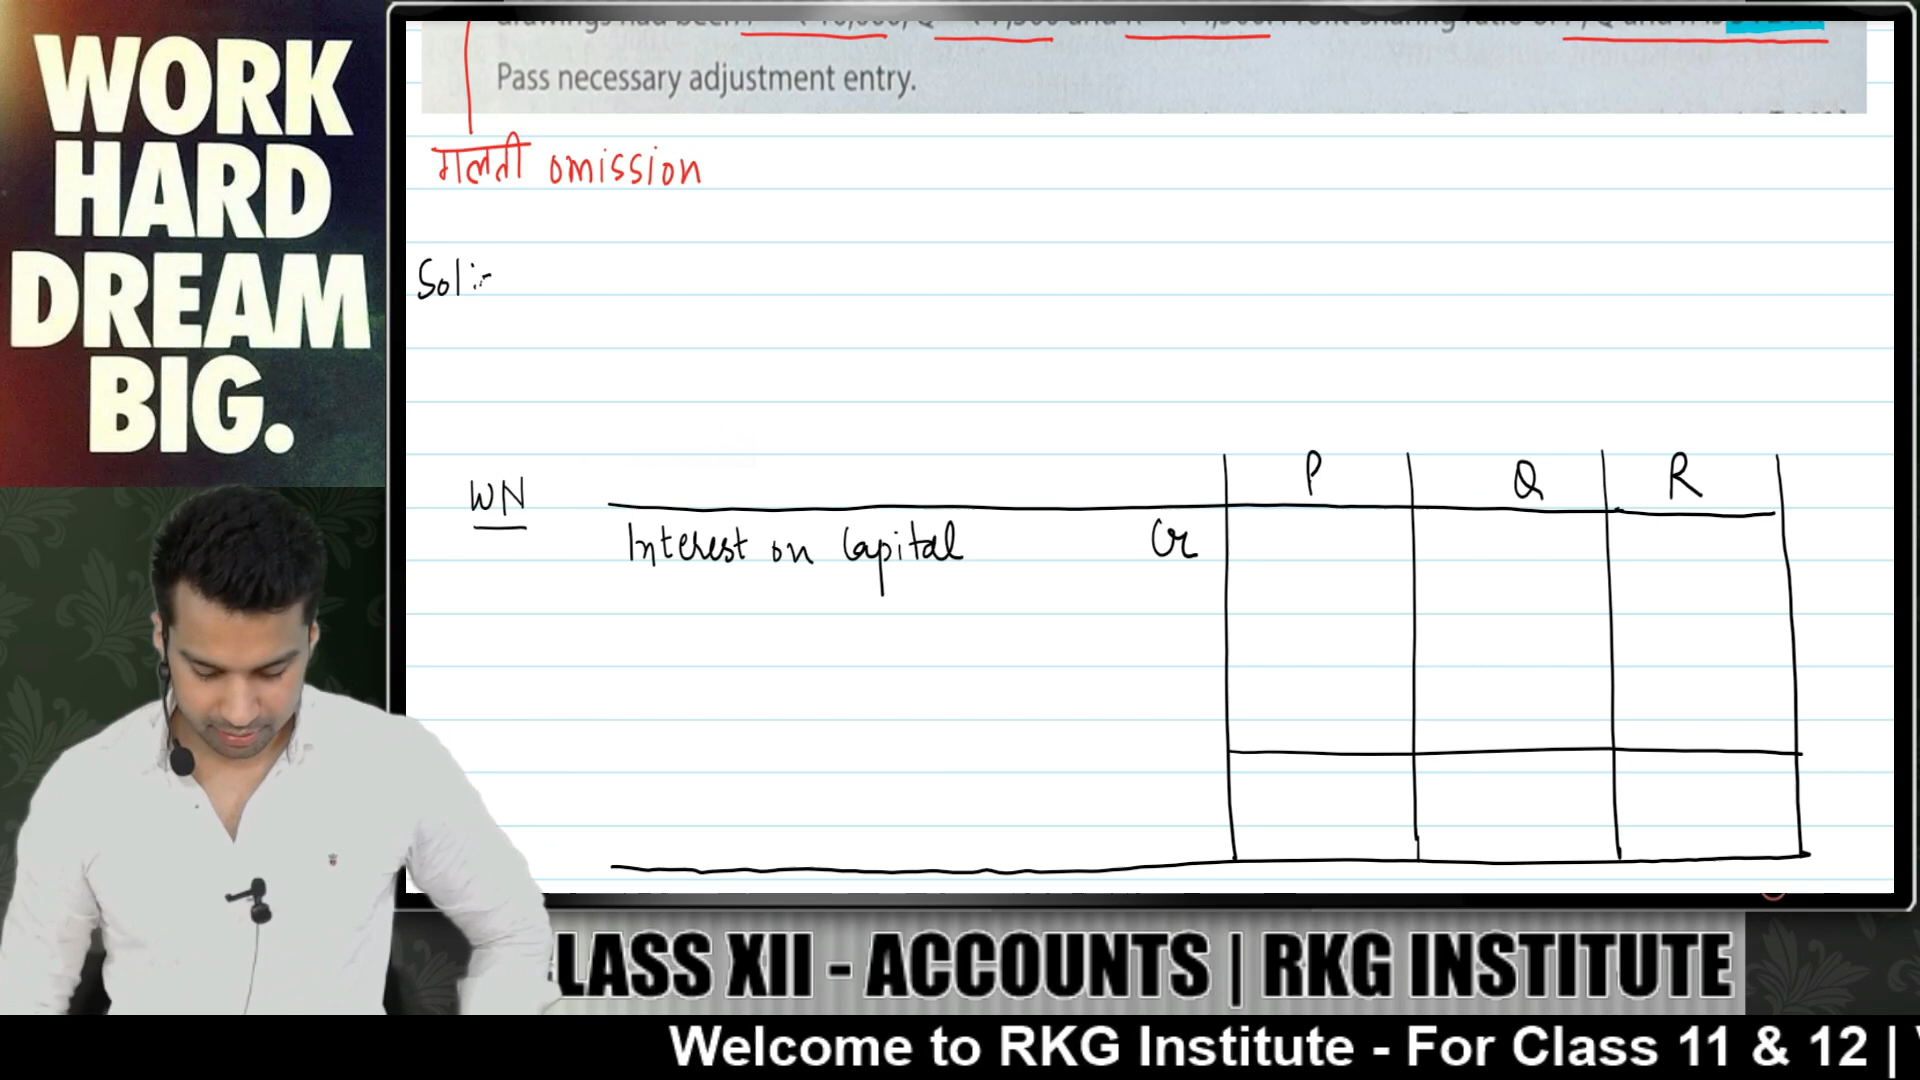 WORK
HARD
DREAM
BIG.
Pass necessary adjustment entry.
गलती omission
Sol :-
WN
P Q R
Interest on Capital Cr
LASS XII - ACCOUNTS | RKG INSTITUTE
Welcome to RKG Institute - For Class 11 & 12 |